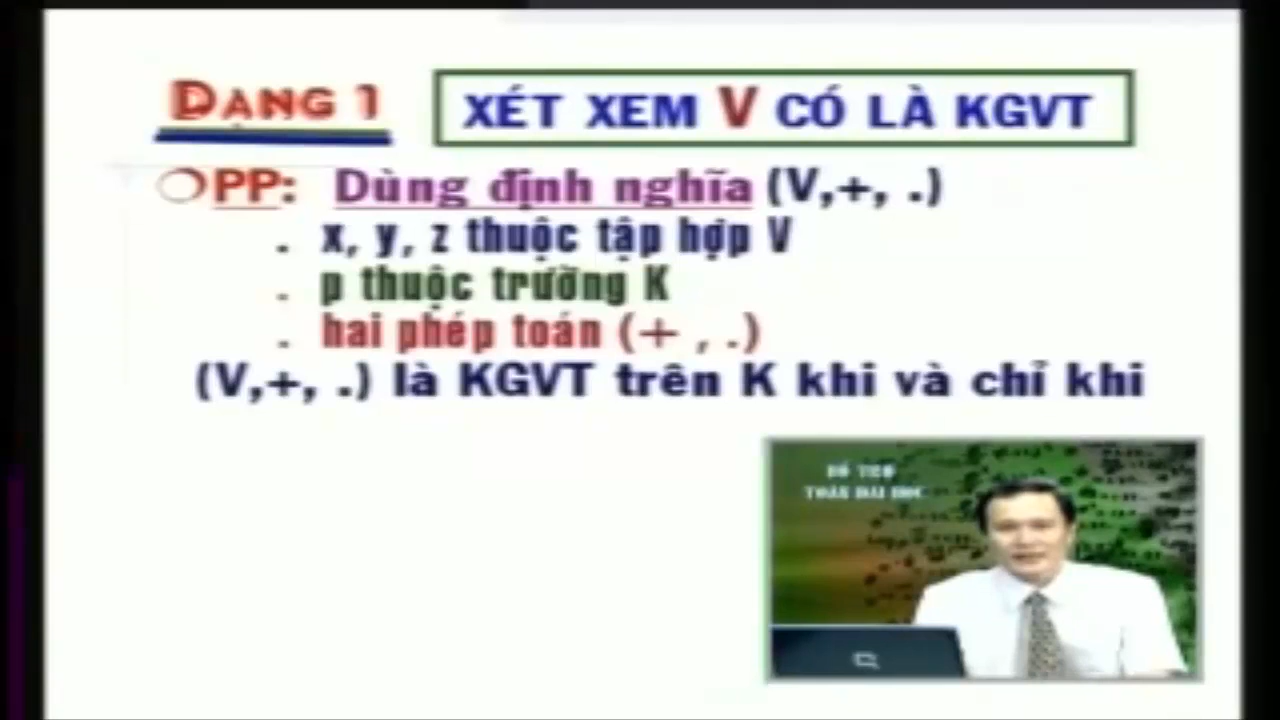 DẠNG 1
XÉT XEM V CÓ LÀ KGVT
PP: Dùng định nghĩa (V,+, .)
. x, y, z thuộc tập hợp V
. p thuộc trường K
. hai phép toán (+ , .)
(V,+, .) là KGVT trên K khi và chỉ khi